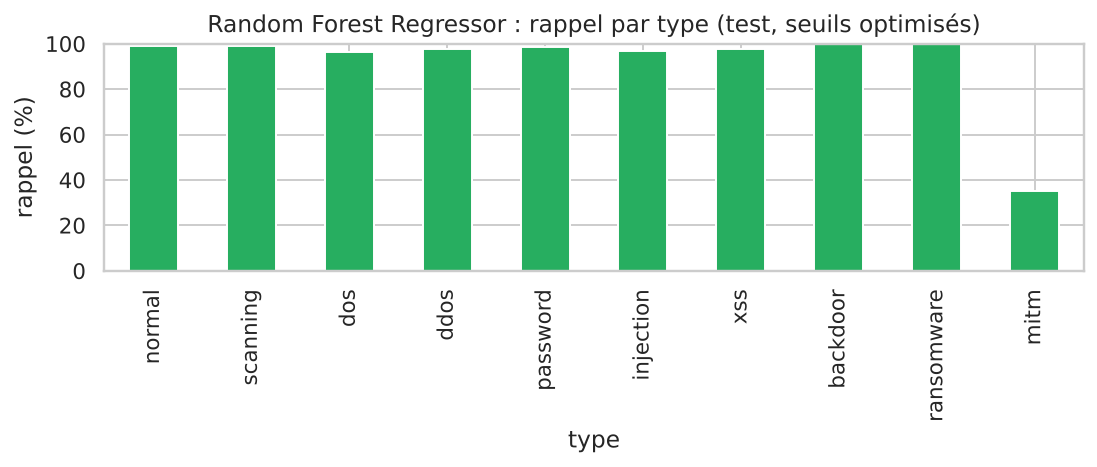 Random Forest Regressor : rappel par type (test, seuils optimisés)
rappel (%)
100
80
60
40
20
0
normal
scanning
dos
ddos
password
injection
xss
backdoor
ransomware
mitm
type